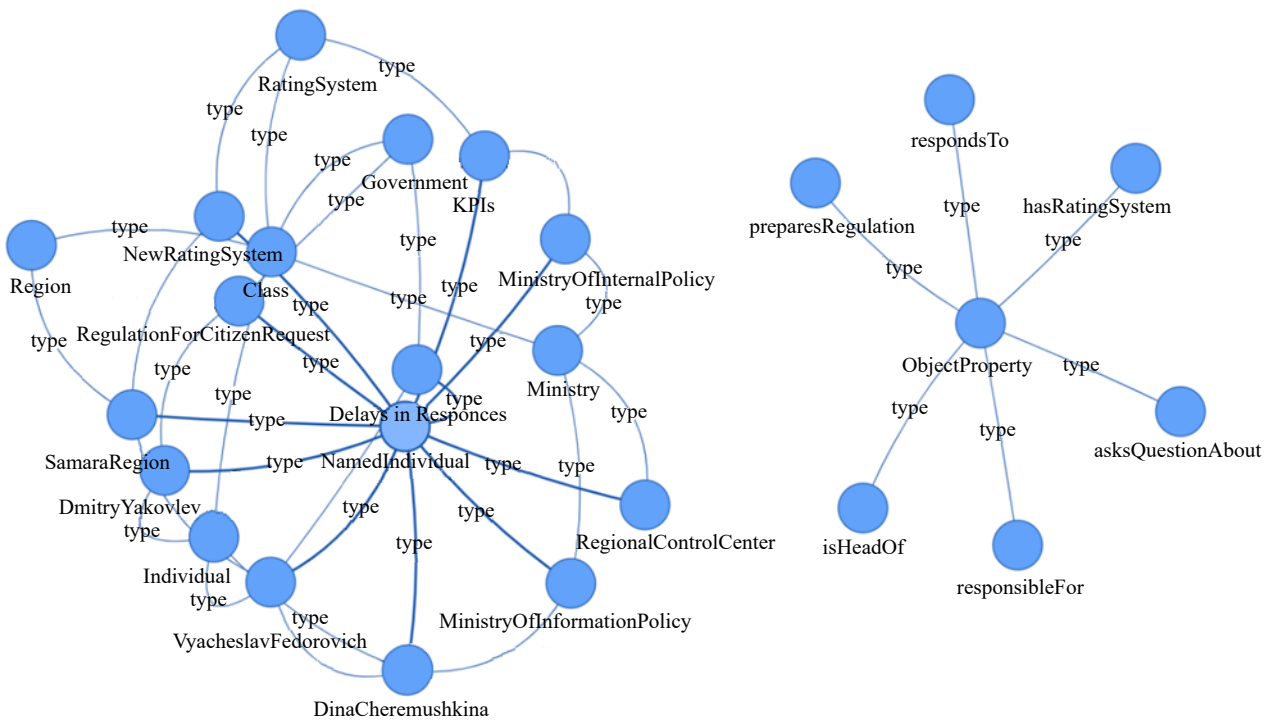 type
RatingSystem
type
type
type
Government
type
KPIs
type
NewRatingSystem
type
MinistryOfInternalPolicy
Region
Class
type
type
type
type
RegulationForCitizenRequest
type
type
type
type
Ministry
type
type
Delays in Responces
type
type
SamaraRegion
type
NamedIndividual
type
type
DmitryYakovlev
type
type
type
type
RegionalControlCenter
Individual
type
type
MinistryOfInformationPolicy
VyacheslavFedorovich
DinaCheremushkina
respondsTo
hasRatingSystem
type
preparesRegulation
type
type
ObjectProperty
type
type
type
asksQuestionAbout
isHeadOf
responsibleFor